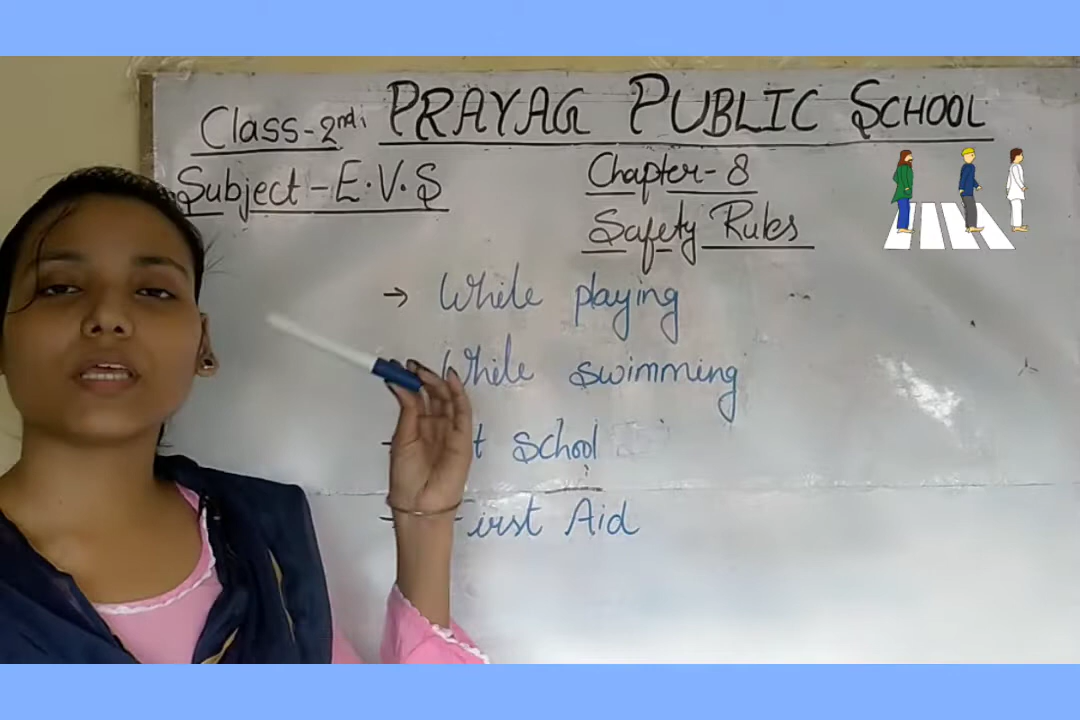 Class-2nd. PRAYAG PUBLIC SCHOOL
Subject - E.V.S
Chapter-8
Safety Rules
→ While playing
While swimming
t school
→ First Aid